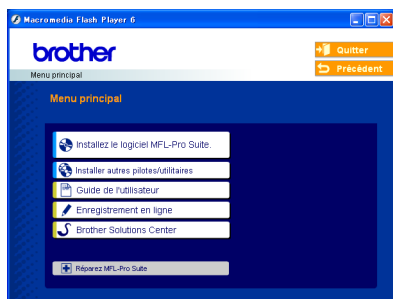 Macromedia Flash Player 6
brother
Quitter
Menu principal
Précédent
Menu principal
Installez le logiciel MFL-Pro Suite.
Installer autres pilotes/utilitaires
Guide de l'utilisateur
Enregistrement en ligne
Brother Solutions Center
Réparez MFL-Pro Suite